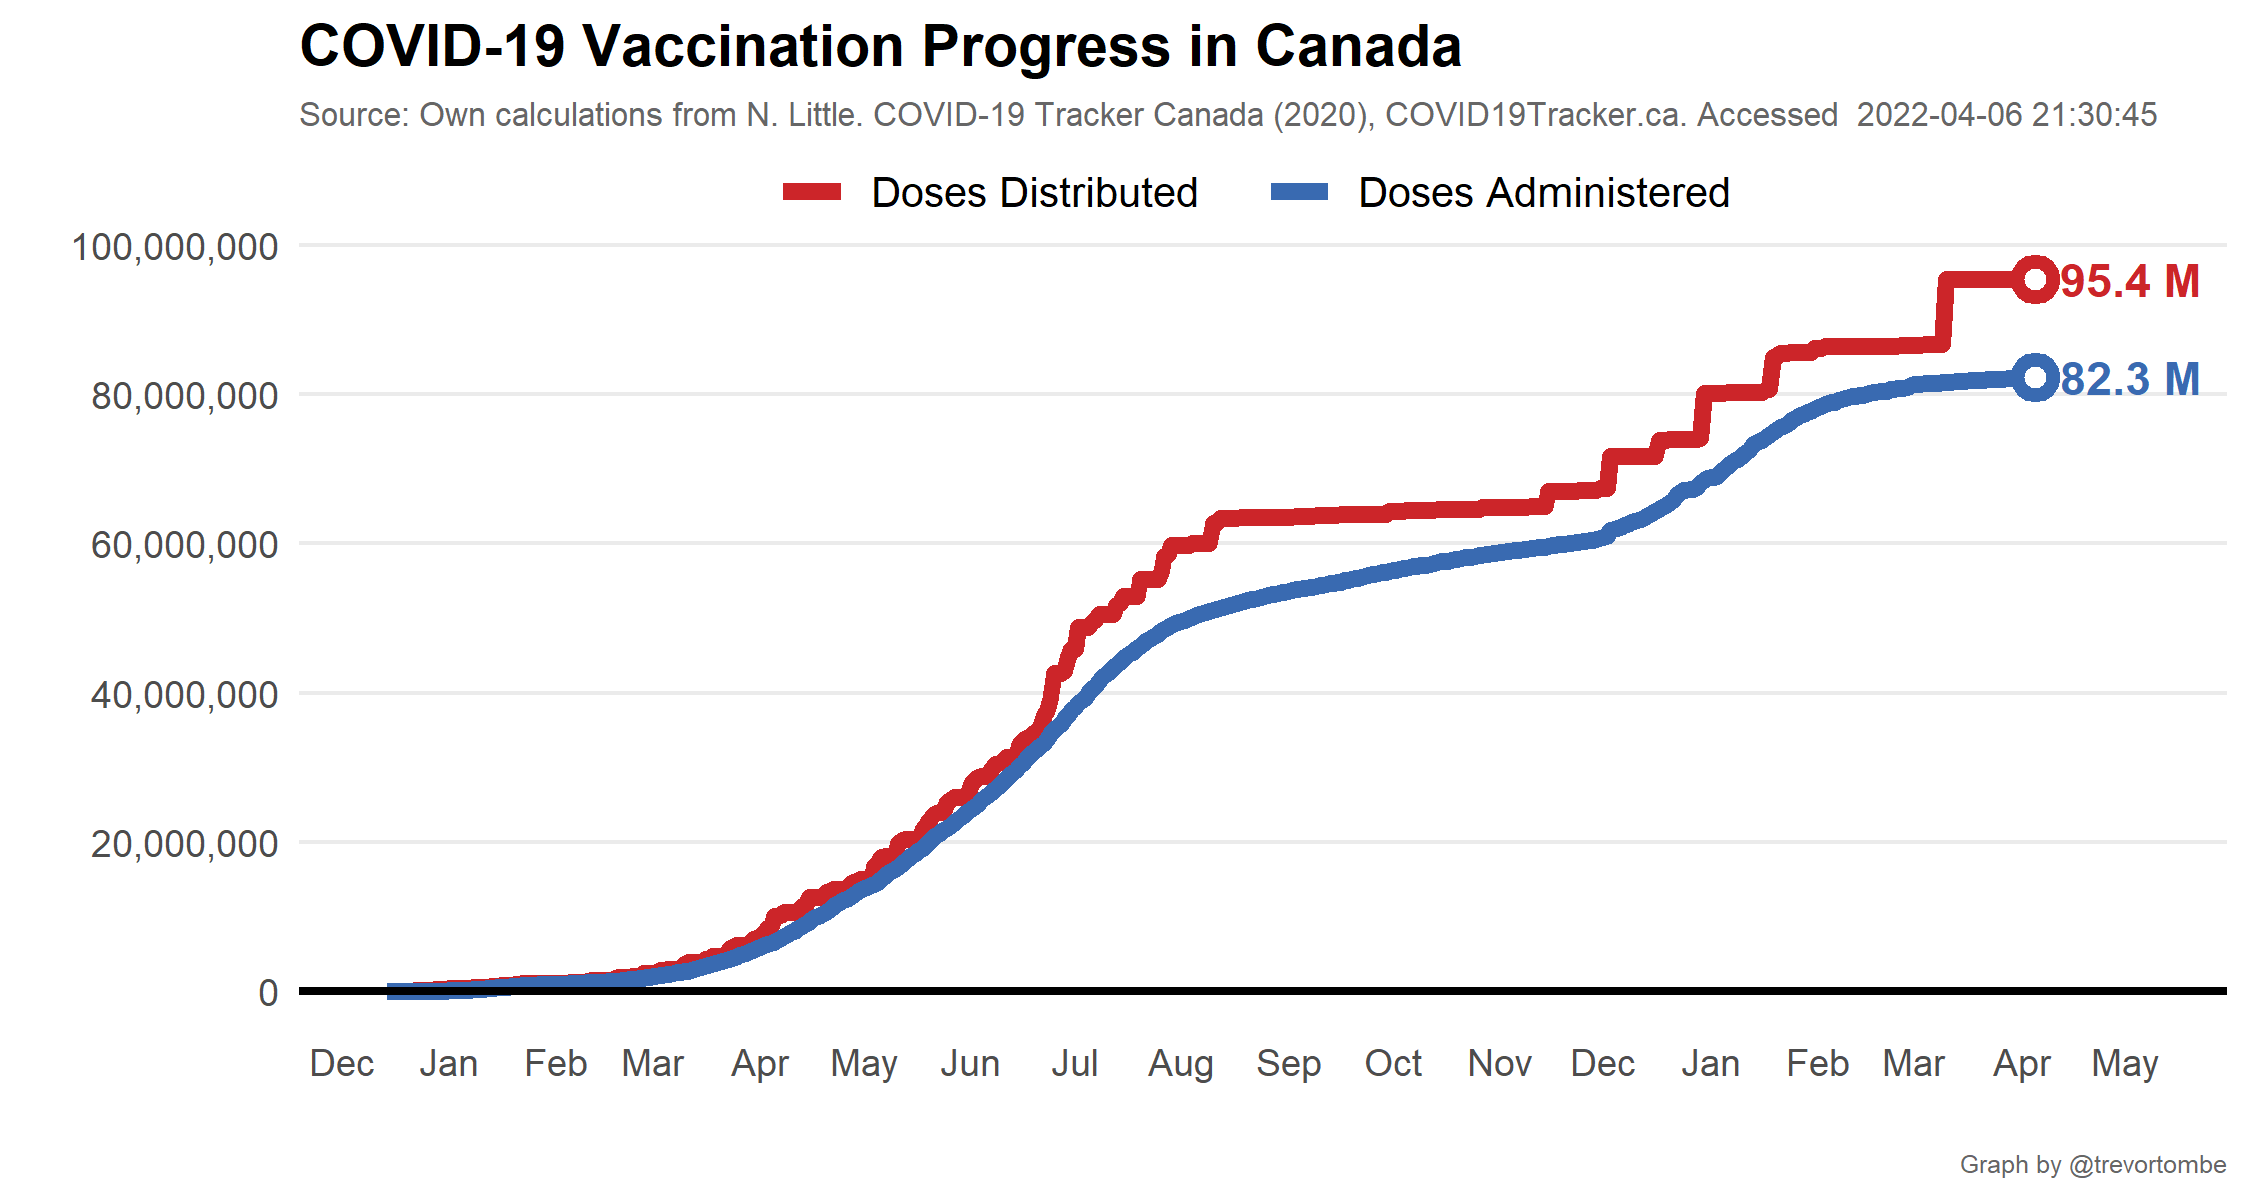 COVID-19 Vaccination Progress in Canada
Source: Own calculations from N. Little. COVID-19 Tracker Canada (2020), COVID19Tracker.ca. Accessed  2022-04-06 21:30:45
Doses Distributed Doses Administered
100,000,000
95.4 M
80,000,000
82.3 M
60,000,000
40,000,000
20,000,000
0
Dec Jan Feb Mar Apr May Jun Jul Aug Sep Oct Nov Dec Jan Feb Mar Apr May
Graph by @trevortombe